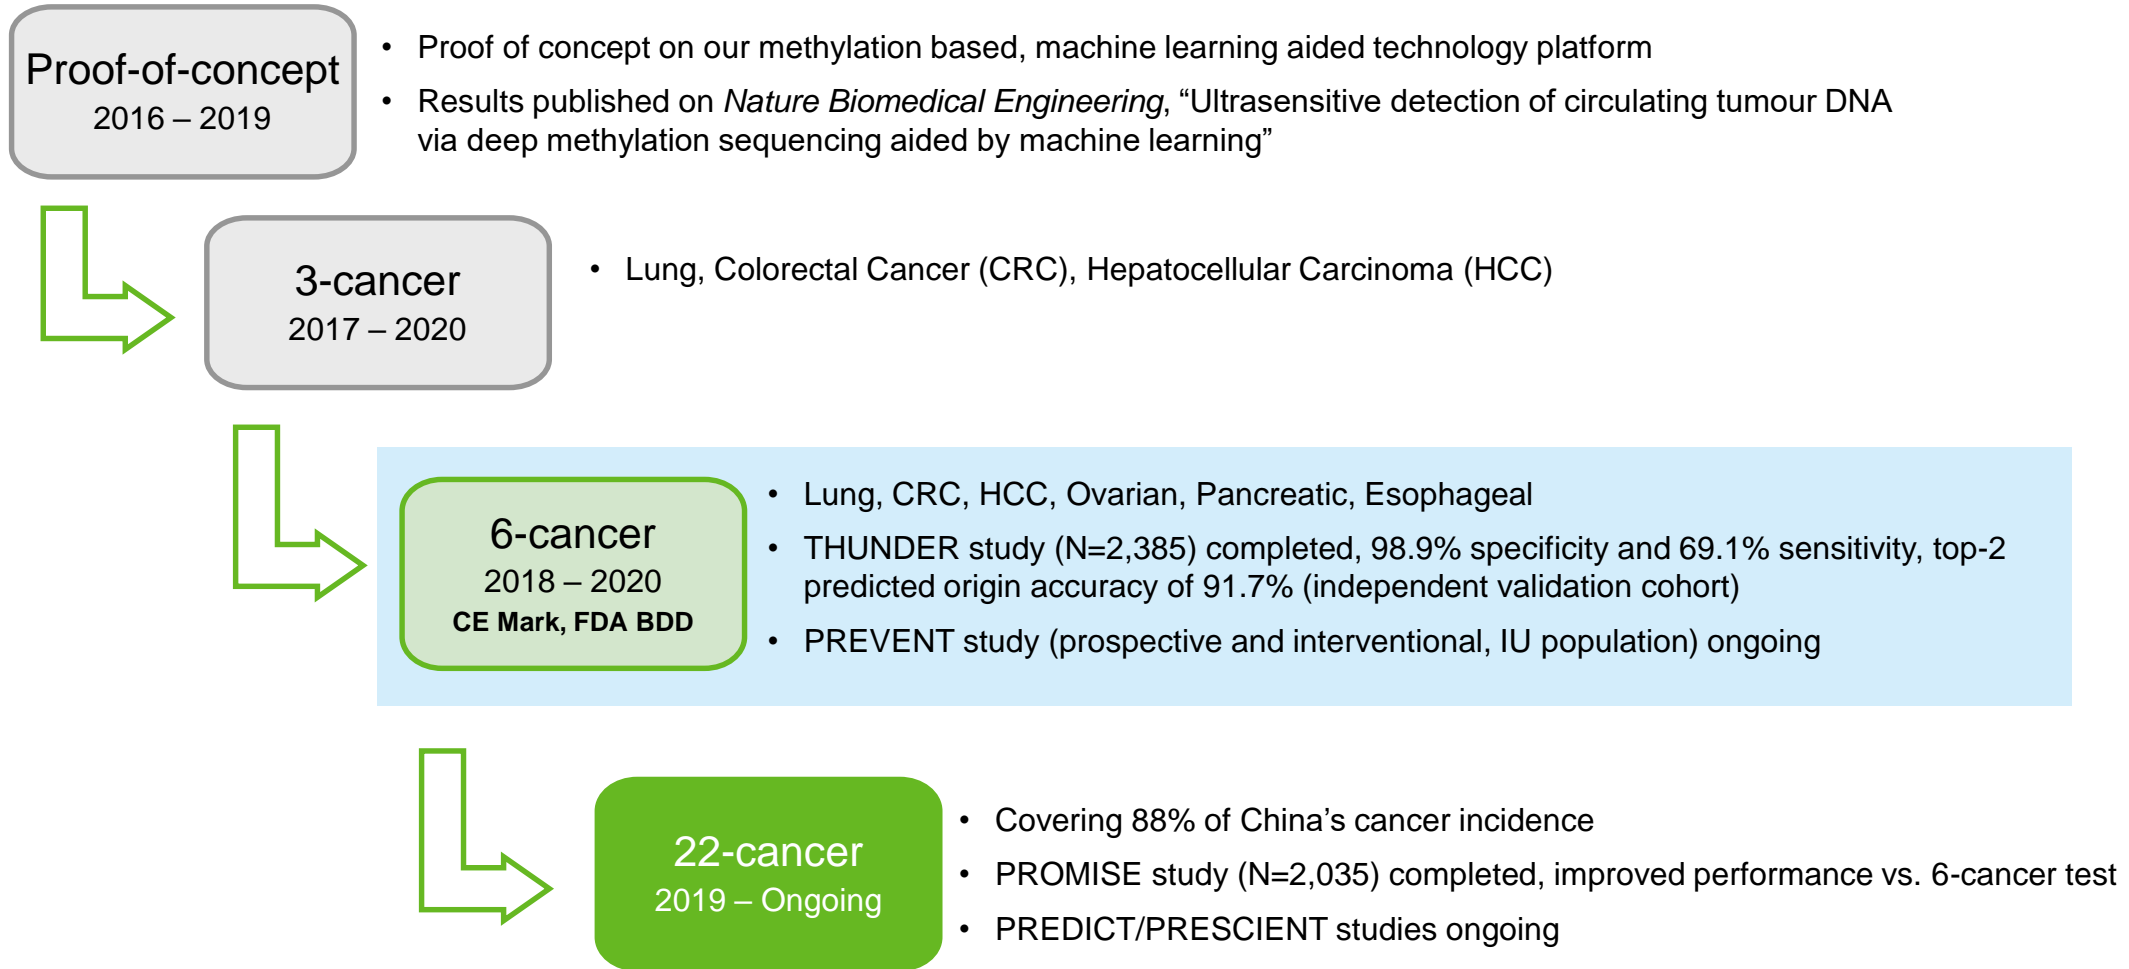 Proof-of-concept
2016 – 2019
• Proof of concept on our methylation based, machine learning aided technology platform
• Results published on Nature Biomedical Engineering, “Ultrasensitive detection of circulating tumour DNA
via deep methylation sequencing aided by machine learning”
3-cancer
2017 – 2020
• Lung, Colorectal Cancer (CRC), Hepatocellular Carcinoma (HCC)
6-cancer
2018 – 2020
CE Mark, FDA BDD
• Lung, CRC, HCC, Ovarian, Pancreatic, Esophageal
• THUNDER study (N=2,385) completed, 98.9% specificity and 69.1% sensitivity, top-2
predicted origin accuracy of 91.7% (independent validation cohort)
• PREVENT study (prospective and interventional, IU population) ongoing
22-cancer
2019 – Ongoing
• Covering 88% of China’s cancer incidence
• PROMISE study (N=2,035) completed, improved performance vs. 6-cancer test
• PREDICT/PRESCIENT studies ongoing